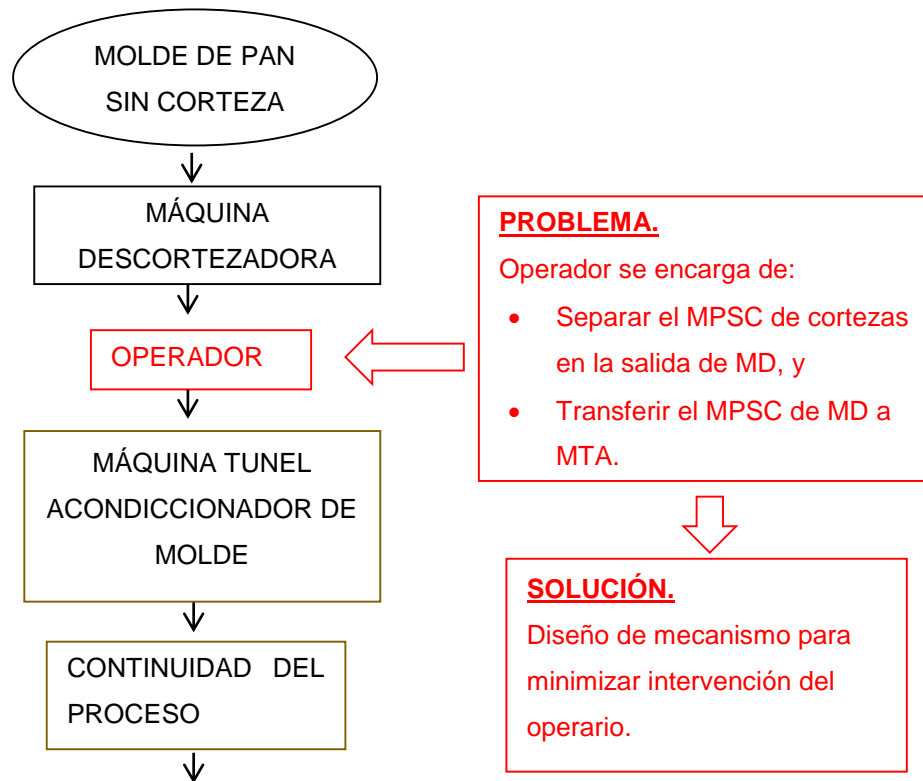 MOLDE DE PAN
SIN CORTEZA
MÁQUINA
DESCORTEZADORA
OPERADOR
MÁQUINA TUNEL
ACONDICCIONADOR DE
MOLDE
CONTINUIDAD DEL
PROCESO
PROBLEMA.
Operador se encarga de:
• Separar el MPSC de cortezas
en la salida de MD, y
• Transferir el MPSC de MD a
MTA.
SOLUCIÓN.
Diseño de mecanismo para
minimizar intervención del
operario.